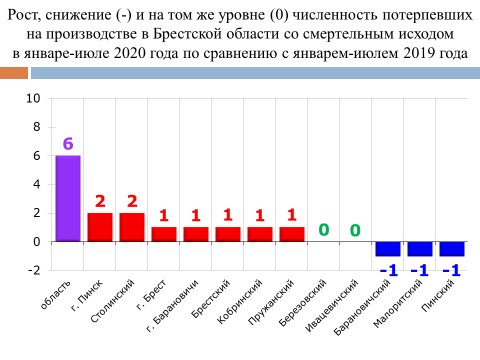 Рост, снижение (-) и на том же уровне (0) численность потерпевших
на производстве в Брестской области со смертельным исходом
в январе-июле 2020 года по сравнению с январем-июлем 2019 года
10
8
6
4
2
0
-2
6
2
2
1
1
1
1
1
0
0
-1
-1
-1
область
г. Пинск
Столинский
г. Брест
г. Барановичи
Брестский
Кобринский
Пружанский
Березовский
Ивацевичский
Барановичский
Малоритский
Пинский